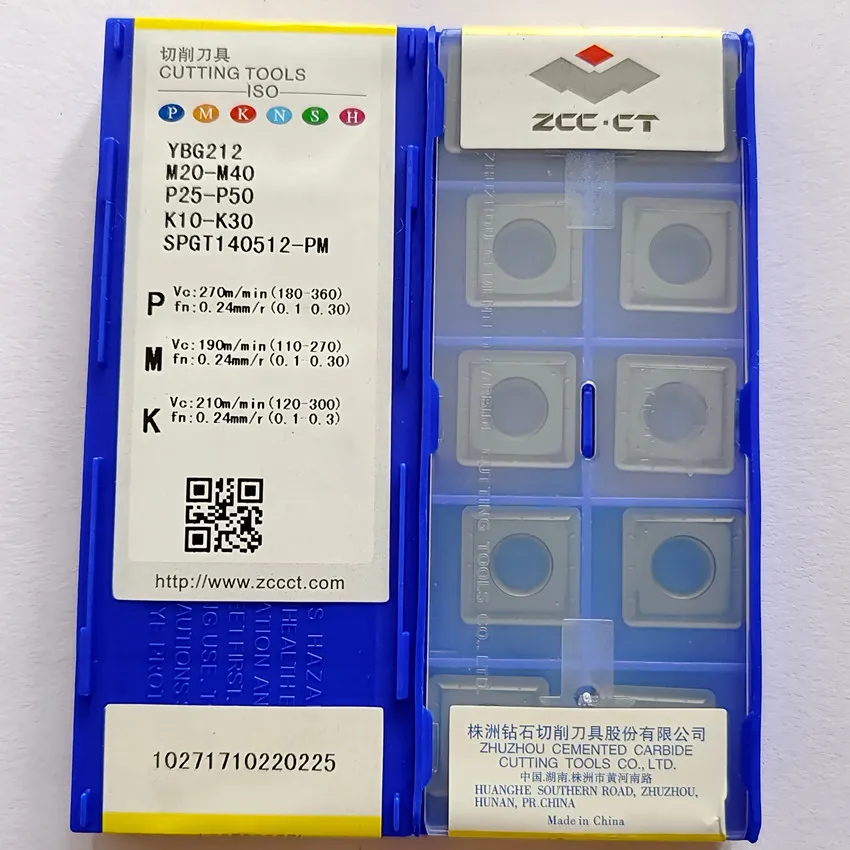 切削刀具
CUTTING TOOLS
ISO
P M K N S H
YBG212
M20-M40
P25-P50
K10-K30
SPGT140512-PM
P
Vc:270m/min(180-360)
fn:0.24mm/r(0.1-0.30)
M
Vc:190m/min(110-270)
fn:0.24mm/r(0.1-0.30)
K
Vc:210m/min(120-300)
fn:0.24mm/r(0.1-0.3)
http://www.zccct.com
10271710220225
ZCC·CT
CUTTING TOOLS CO., LTD.
株洲钻石切削刀具股份有限公司
ZHUZHOU CEMENTED CARBIDE
CUTTING TOOLS CO.,LTD.
中国.湖南.株洲市黄河南路
HUANGHE SOUTHERN ROAD, ZHUZHOU,
HUNAN, PR.CHINA
Made in China